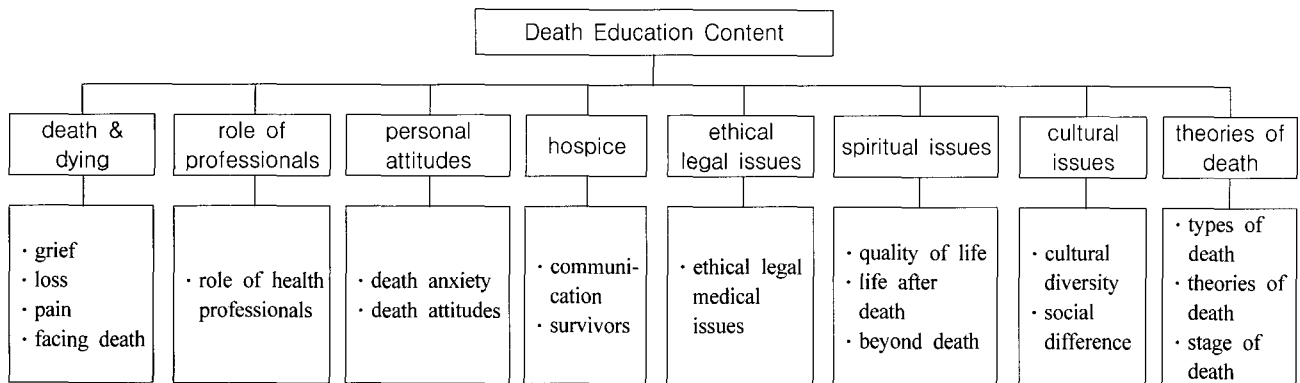 Death Education Content
death &
dying
role of
professionals
personal
attitudes
hospice
ethical
legal issues
spiritual issues
cultural
issues
theories of
death
· grief
· loss
· pain
· facing death
· role of health
professionals
· death anxiety
· death attitudes
· communi-
cation
· survivors
· ethical legal
medical
issues
· quality of life
· life after
death
· beyond death
· cultural
diversity
· social
difference
· types of
death
· theories of
death
· stage of
death